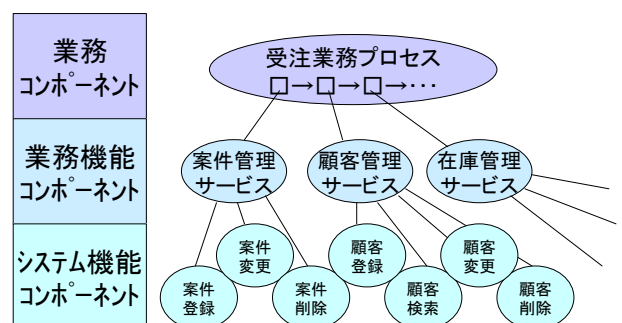 業務
コンポーネント
受注業務プロセス
□→□→□→…
業務機能
コンポーネント
案件管理
サービス
顧客管理
サービス
在庫管理
サービス
システム機能
コンポーネント
案件
登録
案件
変更
案件
削除
顧客
登録
顧客
検索
顧客
変更
顧客
削除